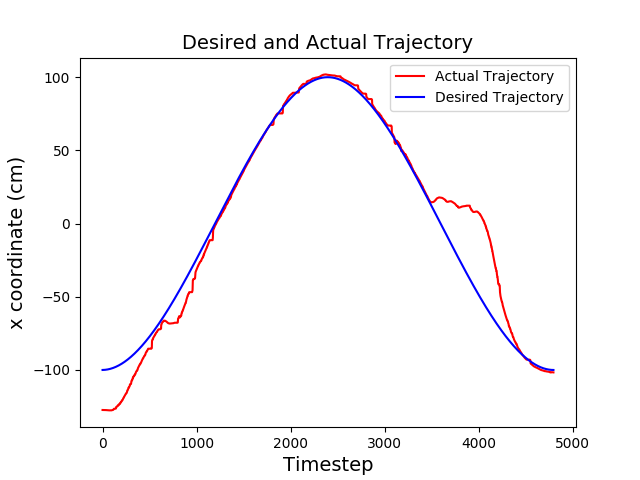 Desired and Actual Trajectory
Actual Trajectory
Desired Trajectory
x coordinate (cm)
100
50
0
−50
−100
0
1000
2000
3000
4000
5000
Timestep